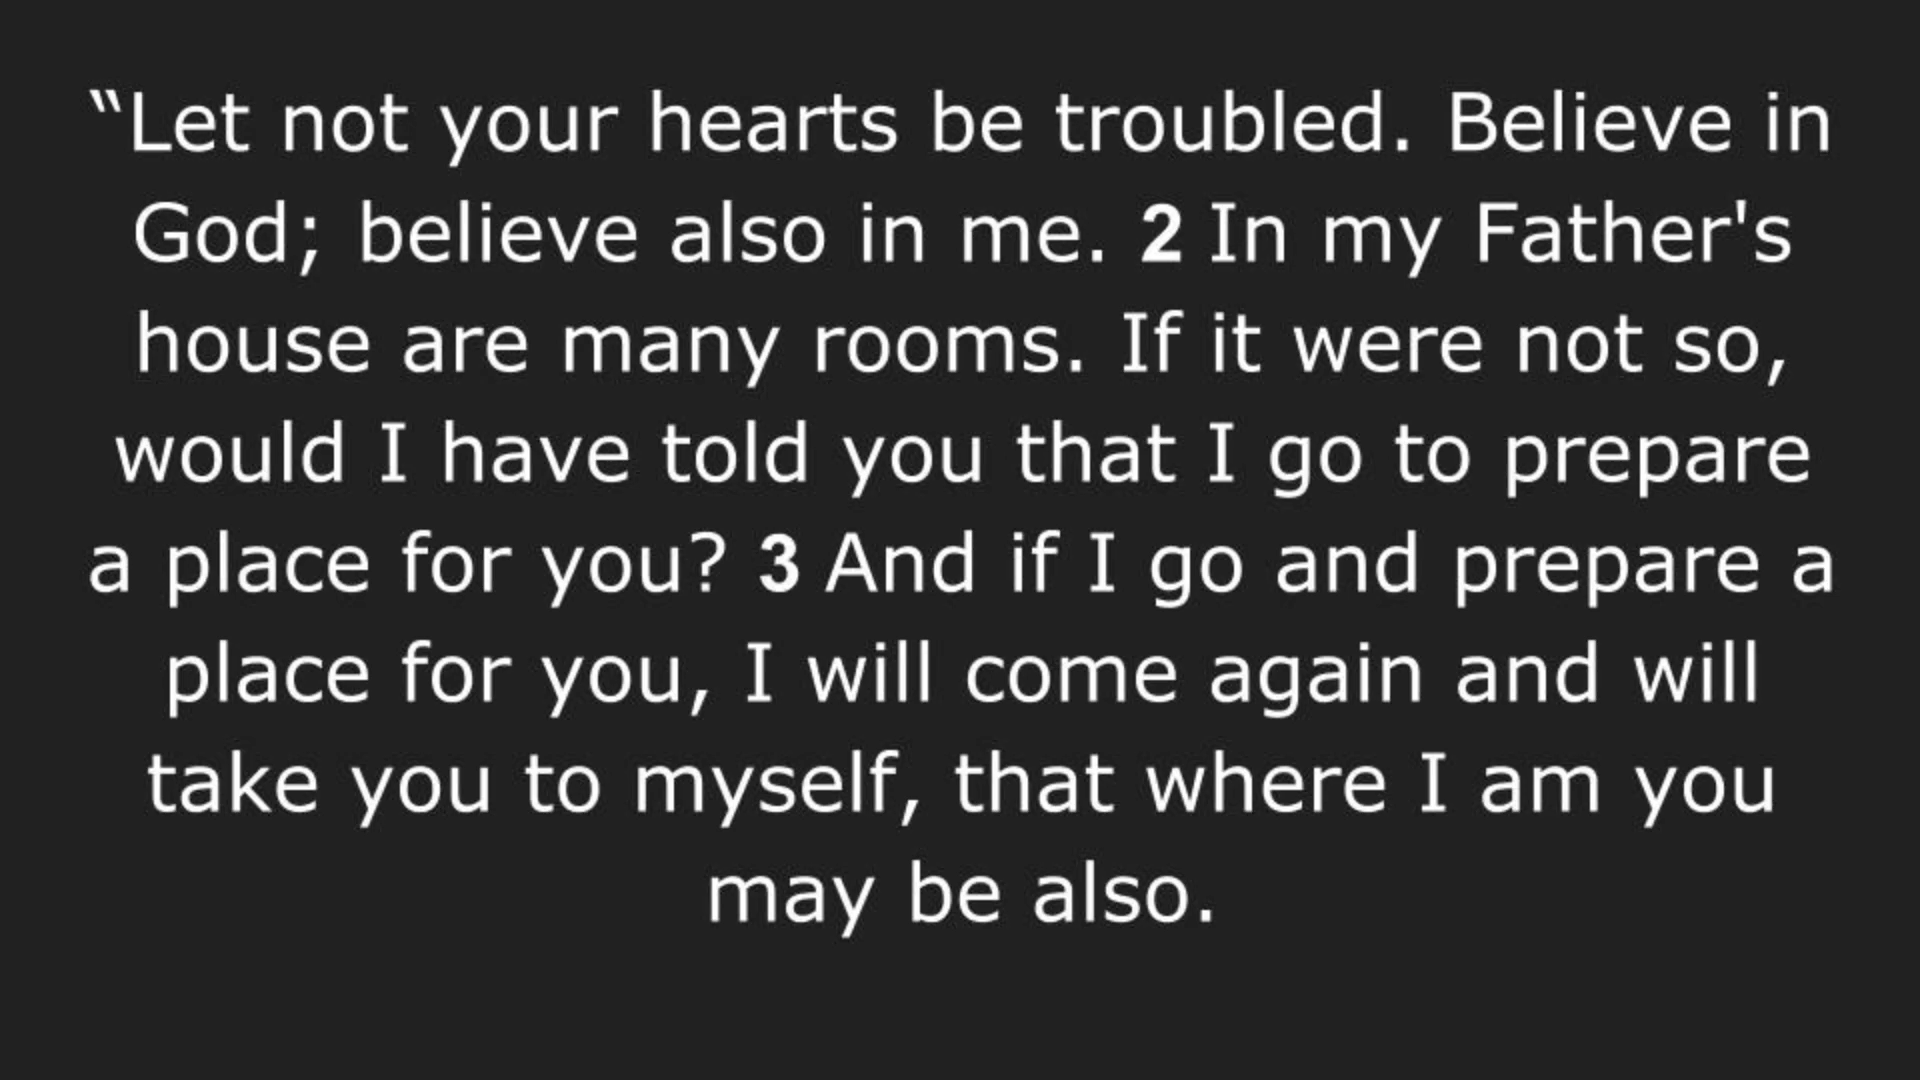 “Let not your hearts be troubled. Believe in
God; believe also in me. 2 In my Father's
house are many rooms. If it were not so,
would I have told you that I go to prepare
a place for you? 3 And if I go and prepare a
place for you, I will come again and will
take you to myself, that where I am you
may be also.